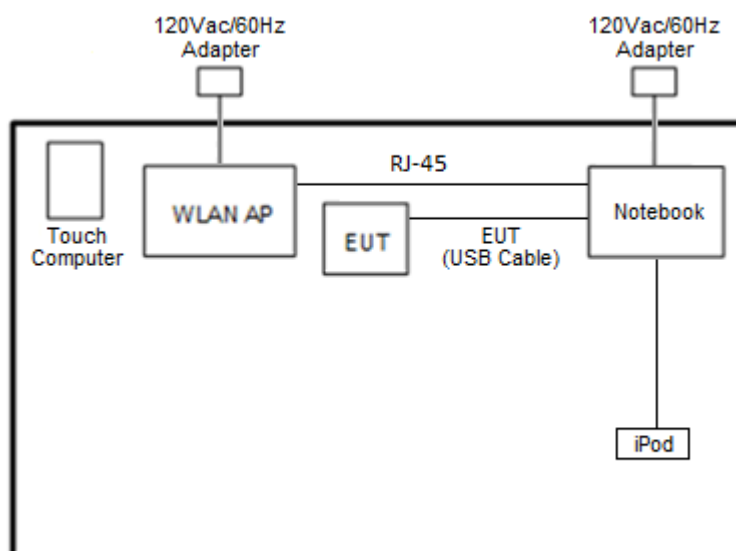 120Vac/60Hz
Adapter
120Vac/60Hz
Adapter
Touch
Computer
WLAN AP
RJ-45
EUT
EUT
(USB Cable)
Notebook
iPod